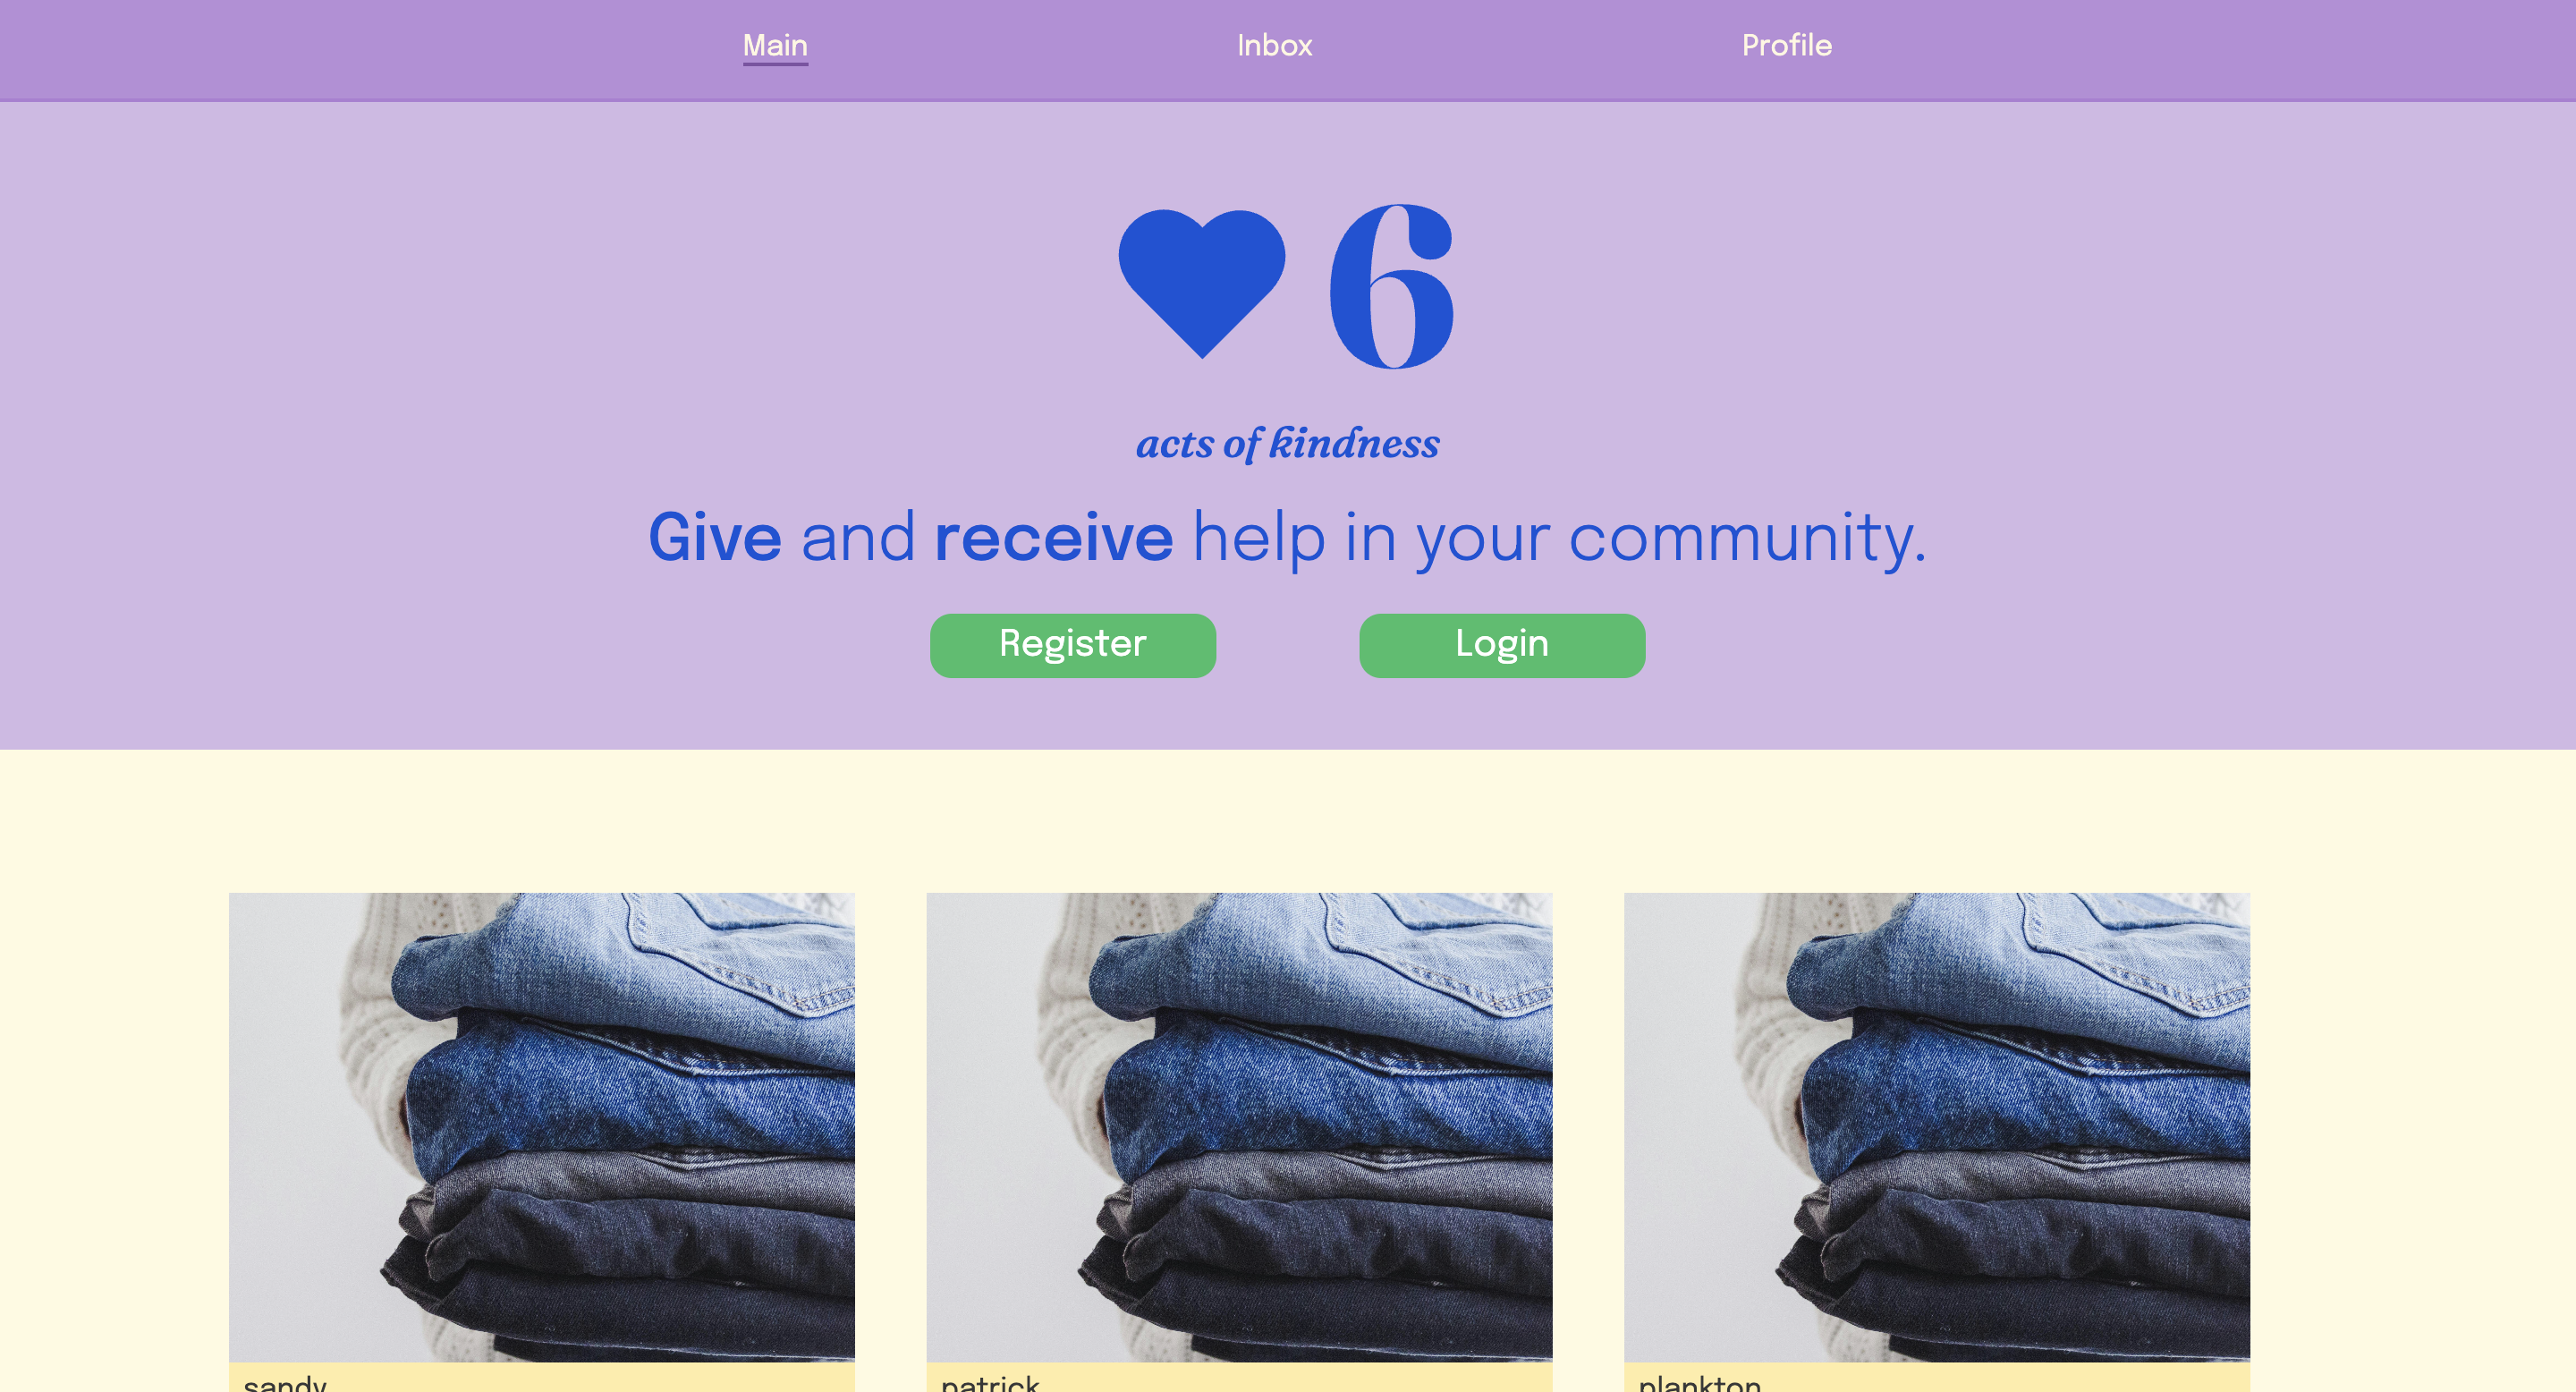 Main Inbox Profile
6
acts of kindness
Give and receive help in your community.
Register Login
sandy patrick plankton